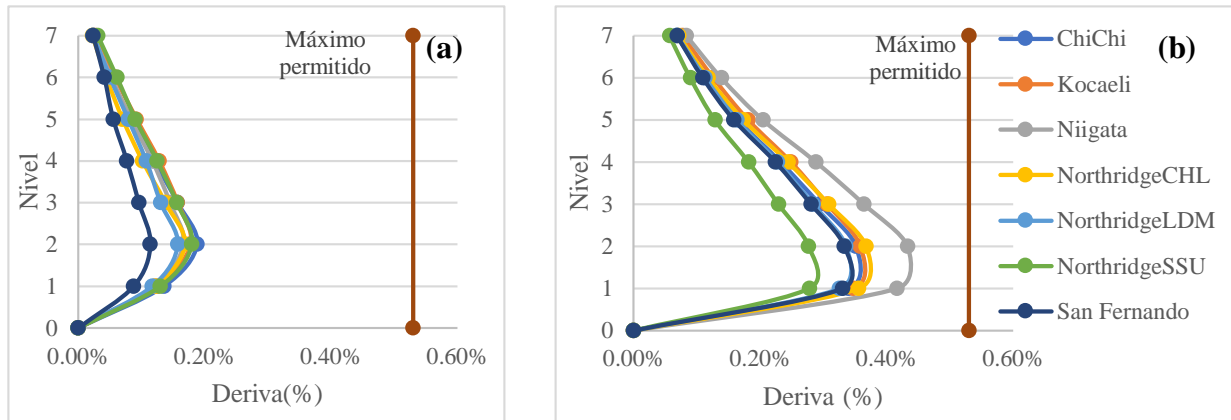 7
6
5
4
3
2
1
0
Nivel
Máximo
permitido
(a)
0.00%
0.20%
0.40%
0.60%
Deriva(%)
7
6
5
4
3
2
1
0
Nivel
Máximo
permitido
(b)
0.00%
0.20%
0.40%
0.60%
Deriva (%)
ChiChi
Kocaeli
Niigata
NorthridgeCHL
NorthridgeLDM
NorthridgeSSU
San Fernando